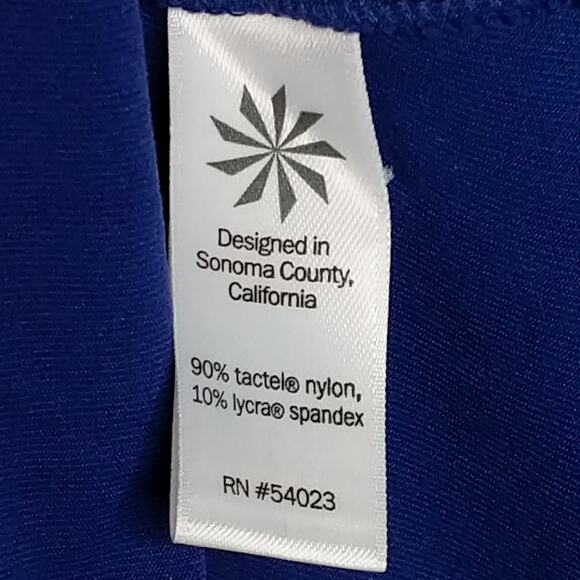 Designed in
Sonoma County,
California
90% tactel® nylon,
10% lycra® spandex
RN #54023